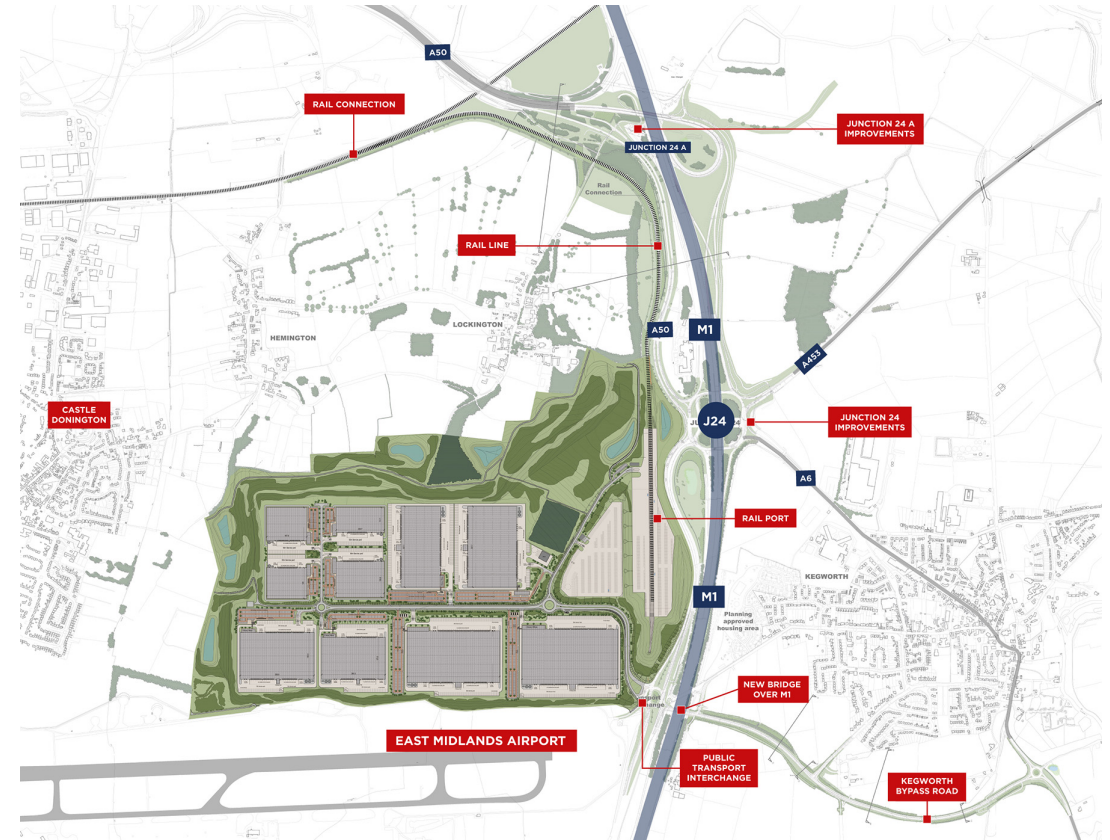 A50
RAIL CONNECTION
JUNCTION 24 A
IMPROVEMENTS
JUNCTION 24 A
Rail
Connection
RAIL LINE
LOCKINGTON
HEMINGTON
A50
M1
A453
CASTLE
DONINGTON
J24
JUNCTION 24
IMPROVEMENTS
A6
RAIL PORT
KEGWORTH
M1
Planning
approved
housing area
NEW BRIDGE
OVER M1
EAST MIDLANDS AIRPORT
PUBLIC
TRANSPORT
INTERCHANGE
KEGWORTH
BYPASS ROAD